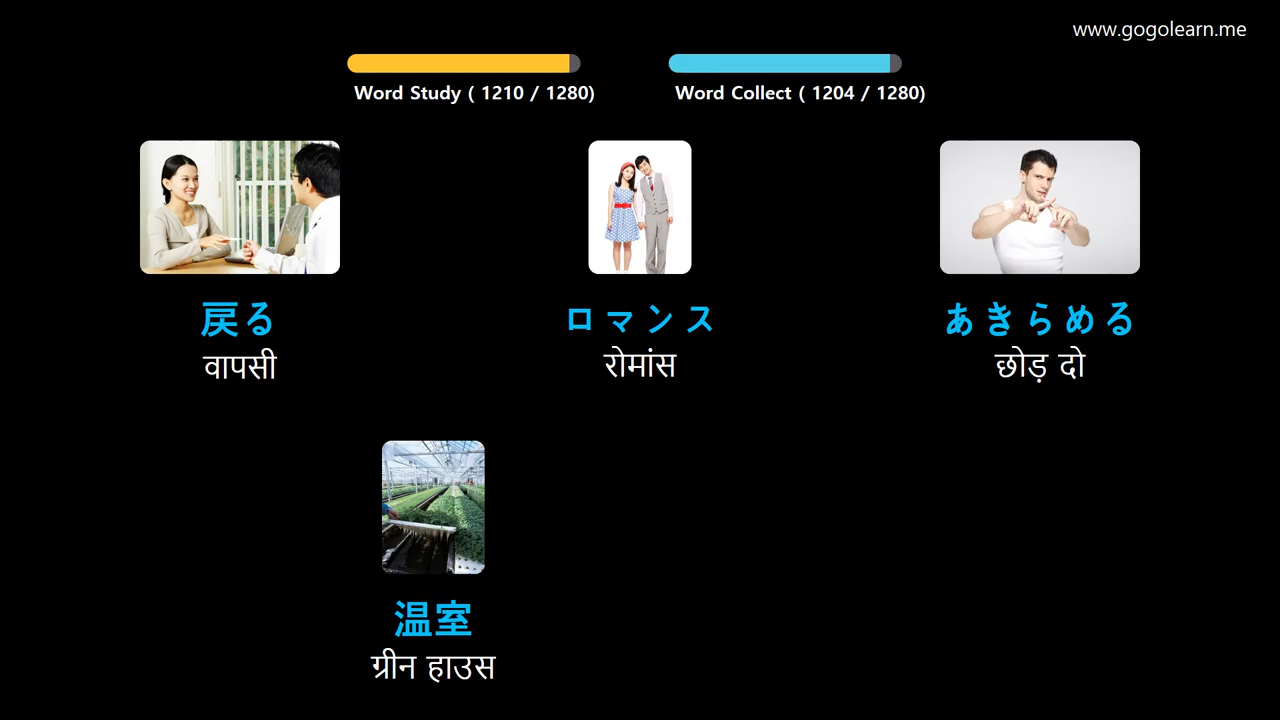 www.gogolearn.me
Word Study ( 1210 / 1280)
Word Collect ( 1204 / 1280)
戻る
वापसी
ロマンス
रोमांस
あきらめる
छोड़ दो
温室
ग्रीन हाउस